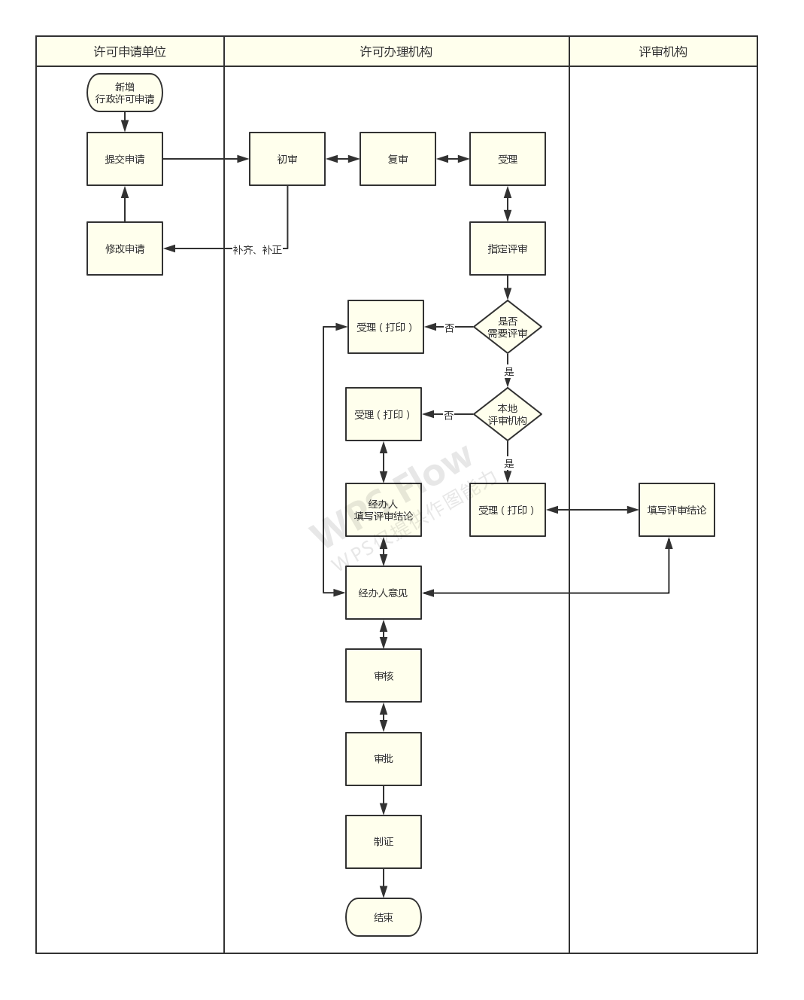 许可申请单位
许可办理机构
评审机构
新增
行政许可申请
提交申请
初审
复审
受理
修改申请
补齐、补正
指定评审
受理（打印）
否
是否
需要评审
是
受理（打印）
否
本地
评审机构
是
经办人
填写评审结论
受理（打印）
填写评审结论
WPS Flow
WPS仅提供作图能力
经办人意见
审核
审批
制证
结束